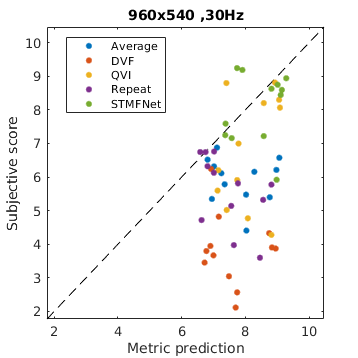 960x540 ,30Hz
Average
DVF
QVI
Repeat
STMFNet
Subjective score
10
9
8
7
6
5
4
3
2
2 4 6 8 10
Metric prediction